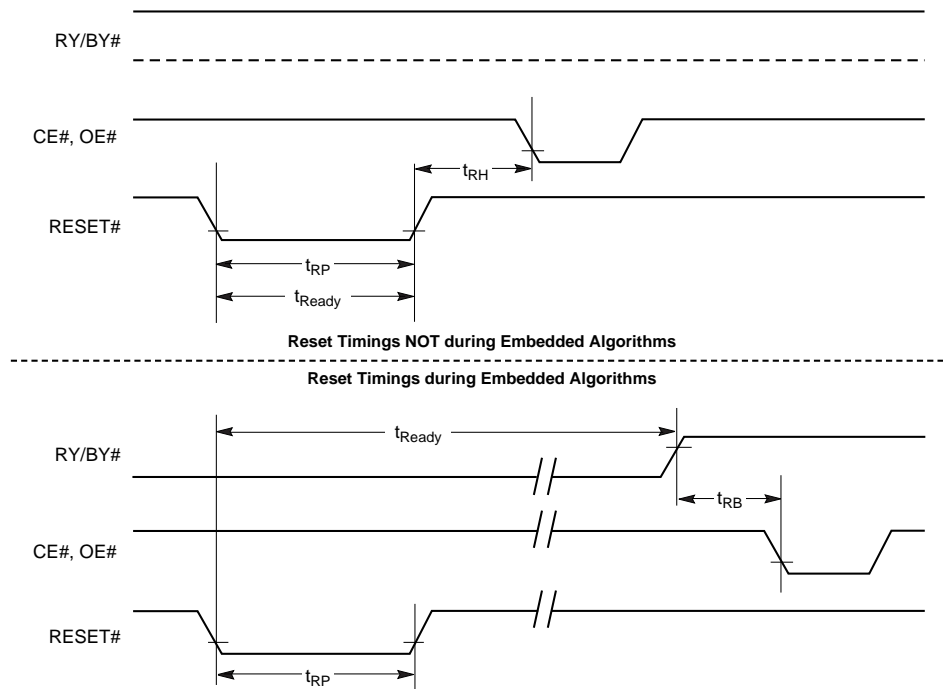 RY/BY#
CE#, OE#
tRH
RESET#
tRP
tReady
Reset Timings NOT during Embedded Algorithms
Reset Timings during Embedded Algorithms
tReady
RY/BY#
tRB
CE#, OE#
RESET#
tRP